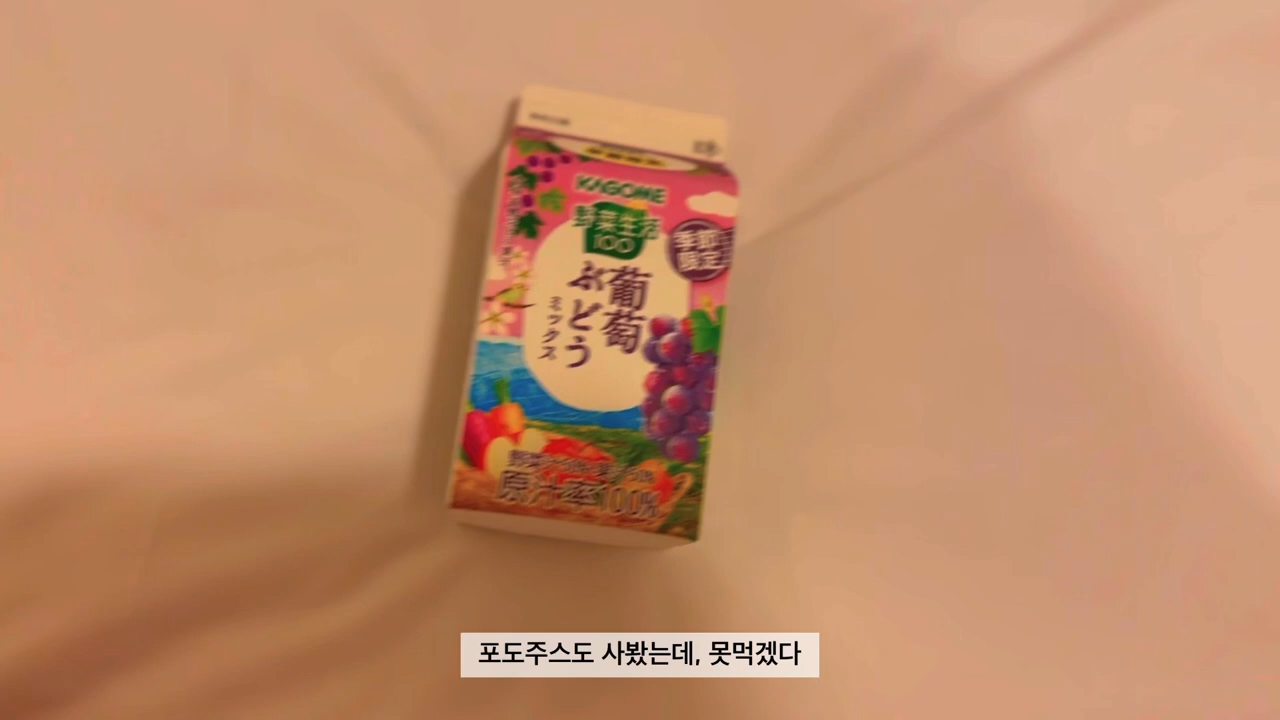 KAGOME
野菜生活
100
季節
限定
葡萄
ぶどう
ミックス
原汁率100%
포도주스도 사봤는데, 못먹겠다